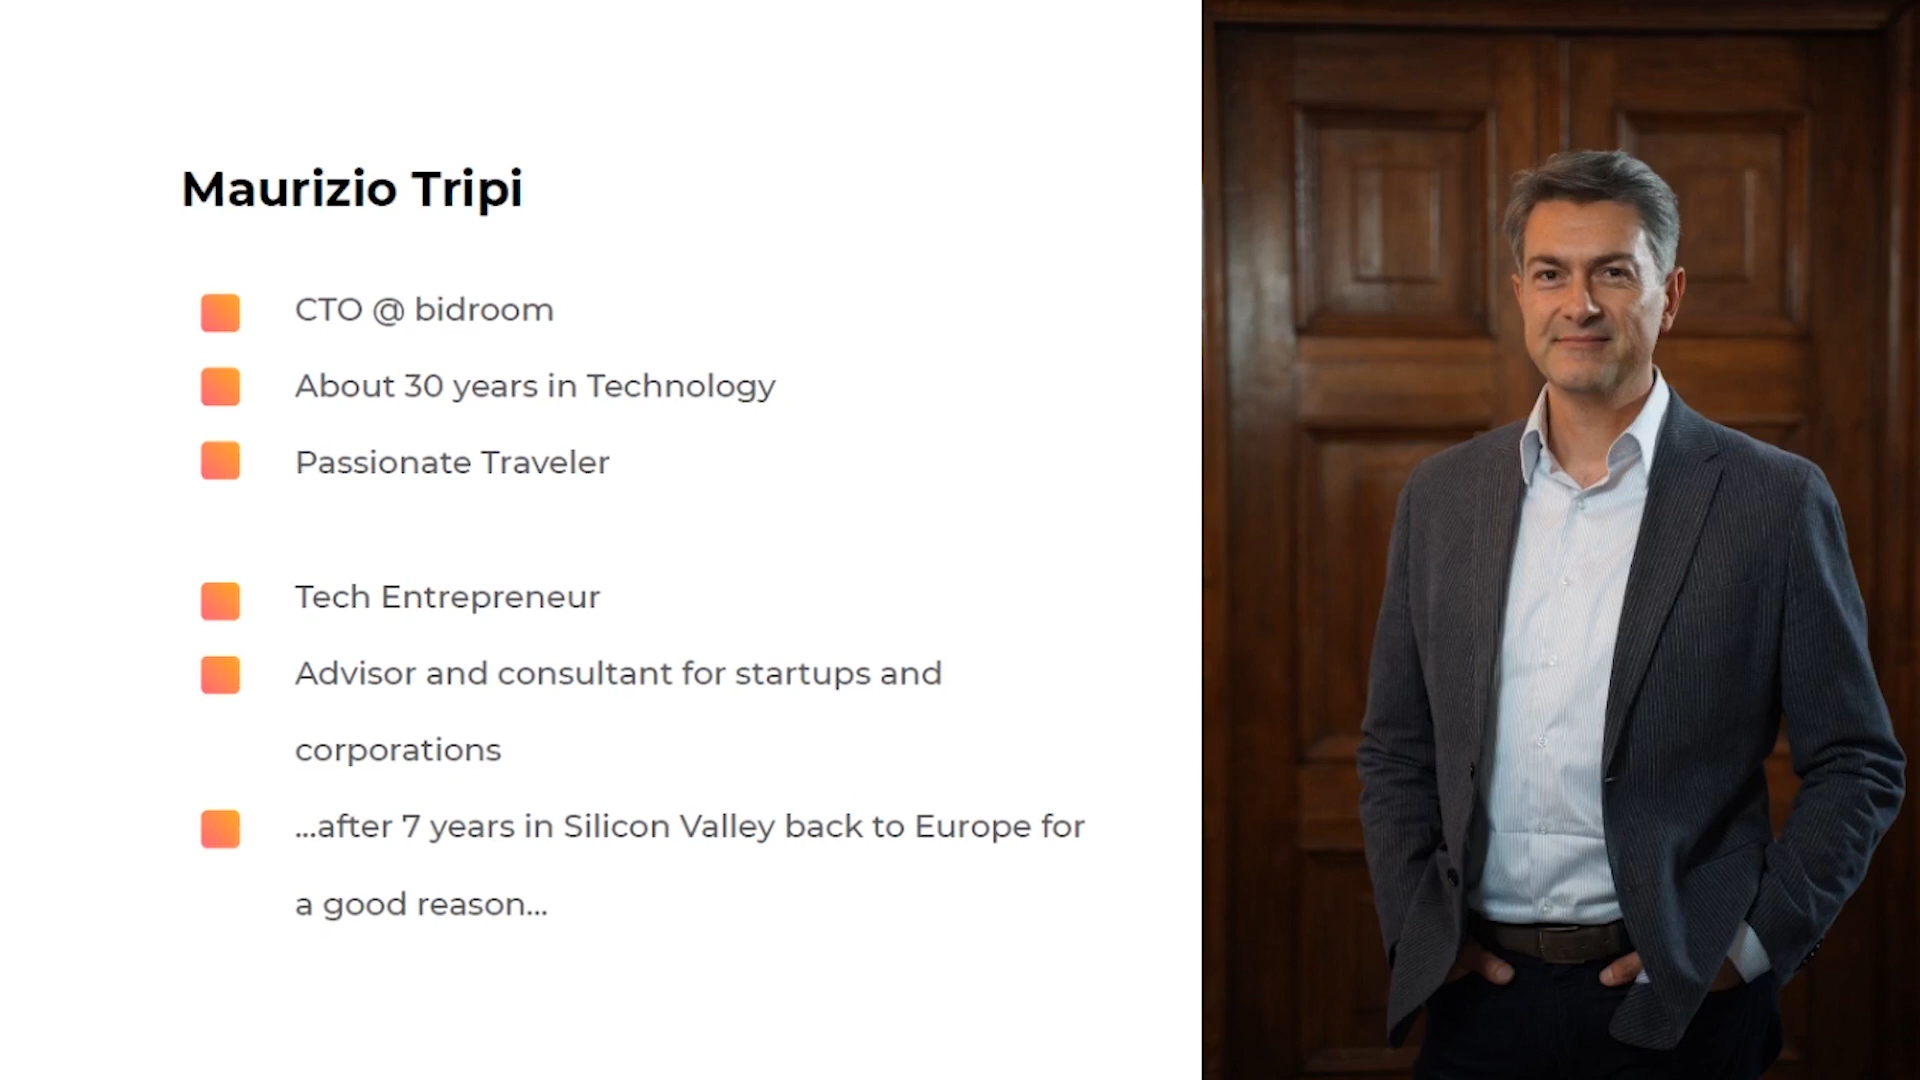 Maurizio Tripi
CTO @ bidroom
About 30 years in Technology
Passionate Traveler
Tech Entrepreneur
Advisor and consultant for startups and
corporations
...after 7 years in Silicon Valley back to Europe for
a good reason...